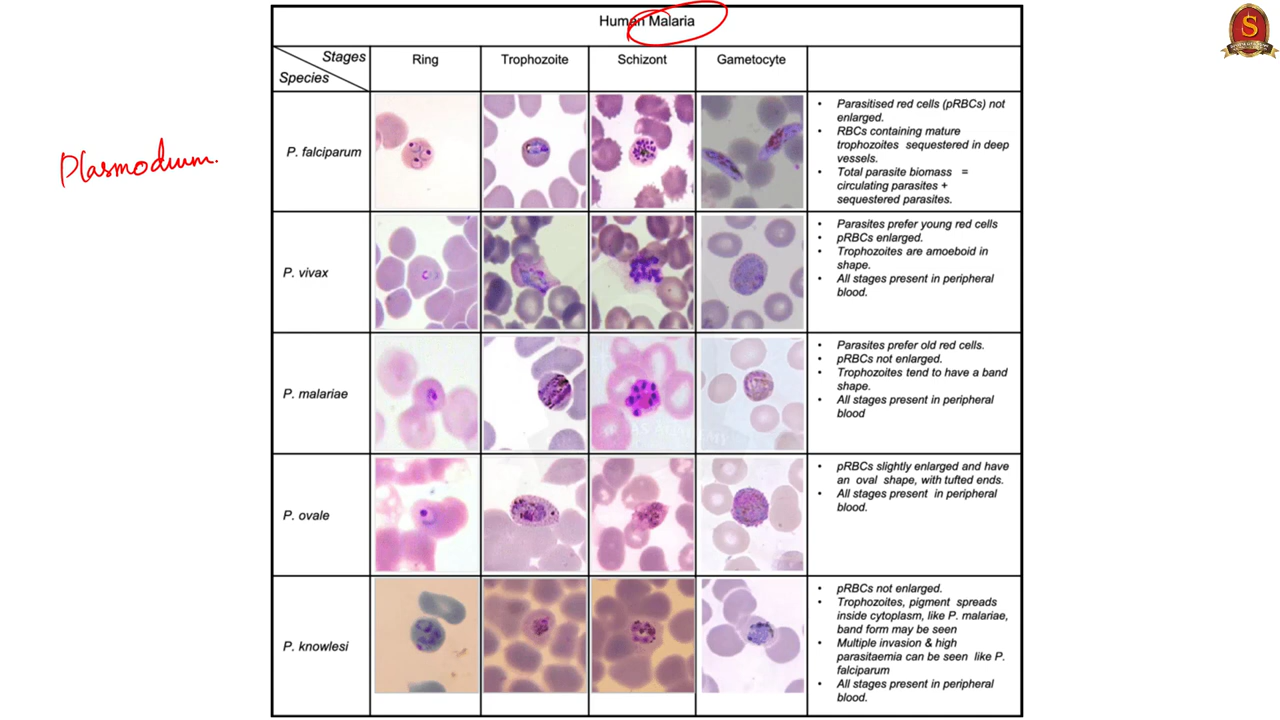 Human Malaria
Stages
Species
Ring
Trophozoite
Schizont
Gametocyte
Plasmodium.
P. falciparum
• Parasitised red cells (pRBCs) not
enlarged.
• RBCs containing mature
trophozoites sequestered in deep
vessels.
• Total parasite biomass =
circulating parasites +
sequestered parasites.
P. vivax
• Parasites prefer young red cells
• pRBCs enlarged.
• Trophozoites are amoeboid in
shape.
• All stages present in peripheral
blood.
P. malariae
• Parasites prefer old red cells.
• pRBCs not enlarged.
• Trophozoites tend to have a band
shape.
• All stages present in peripheral
blood
P. ovale
• pRBCs slightly enlarged and have
an oval shape, with tufted ends.
• All stages present in peripheral
blood.
P. knowlesi
• pRBCs not enlarged.
• Trophozoites, pigment spreads
inside cytoplasm, like P. malariae,
band form may be seen
• Multiple invasion & high
parasitaemia can be seen like P.
falciparum
• All stages present in peripheral
blood.
S